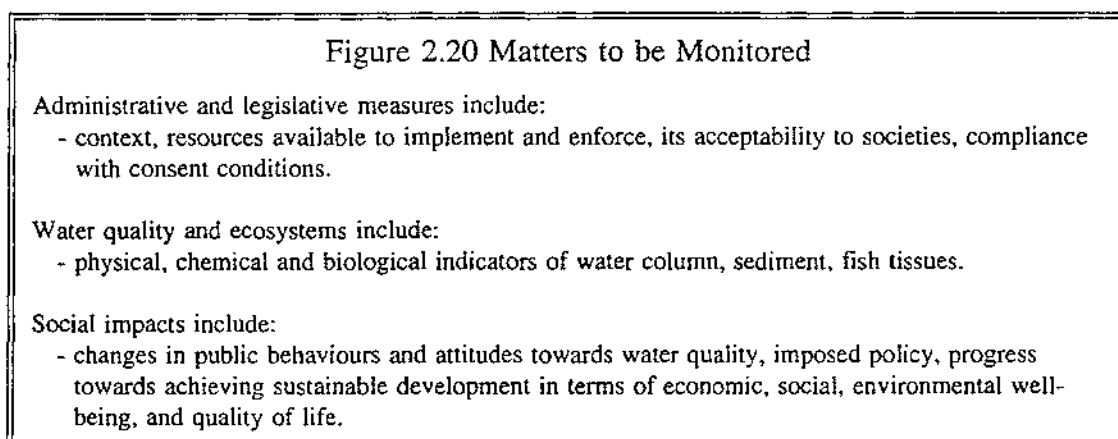 Figure 2.20 Matters to be Monitored
Administrative and legislative measures include:
- context, resources available to implement and enforce, its acceptability to societies, compliance
with consent conditions.
Water quality and ecosystems include:
- physical, chemical and biological indicators of water column, sediment, fish tissues.
Social impacts include:
- changes in public behaviours and attitudes towards water quality, imposed policy, progress
towards achieving sustainable development in terms of economic, social, environmental well-
being, and quality of life.